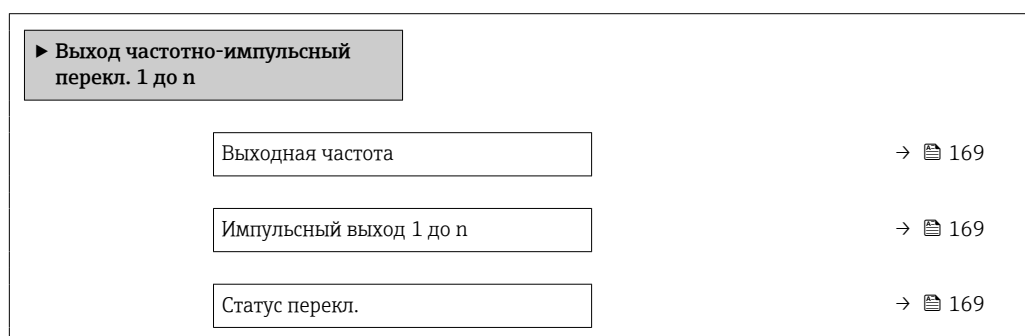 ▶ Выход частотно-импульсный
перекл. 1 до n
Выходная частота → 169
Импульсный выход 1 до n → 169
Статус перекл. → 169